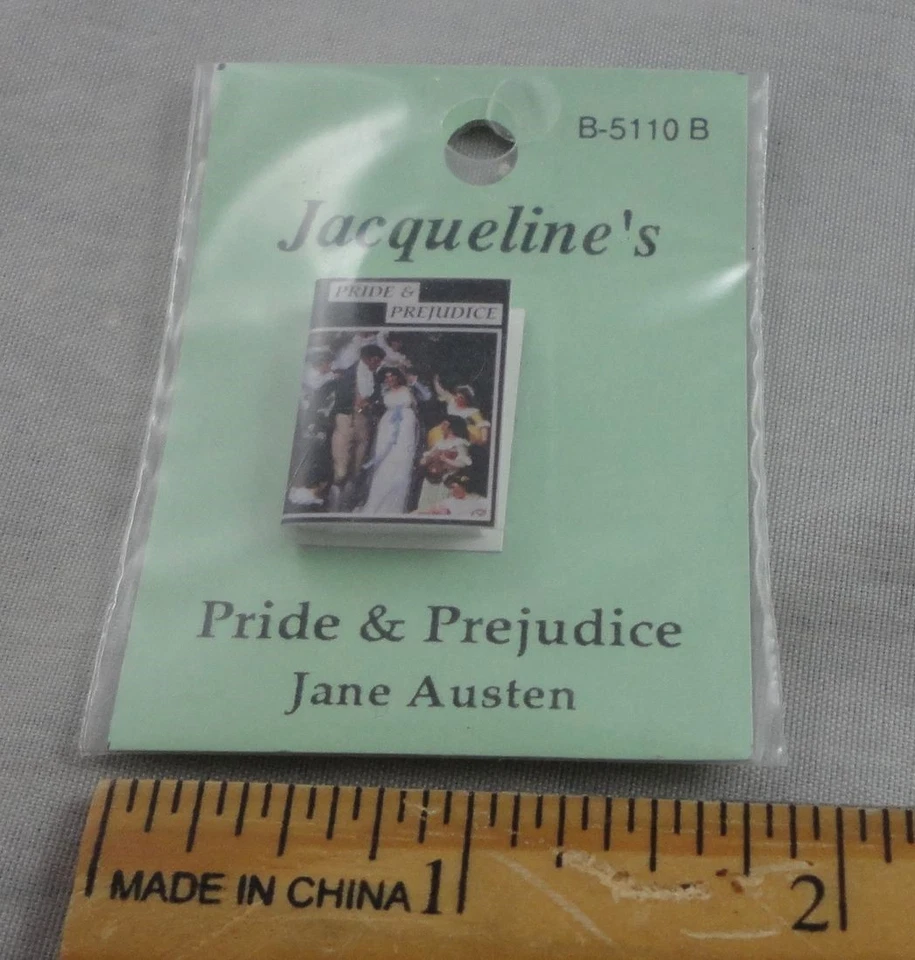 B-5110 B
Jacqueline's
PRIDE &
PREJUDICE
Pride & Prejudice
Jane Austen
MADE IN CHINA 1 2